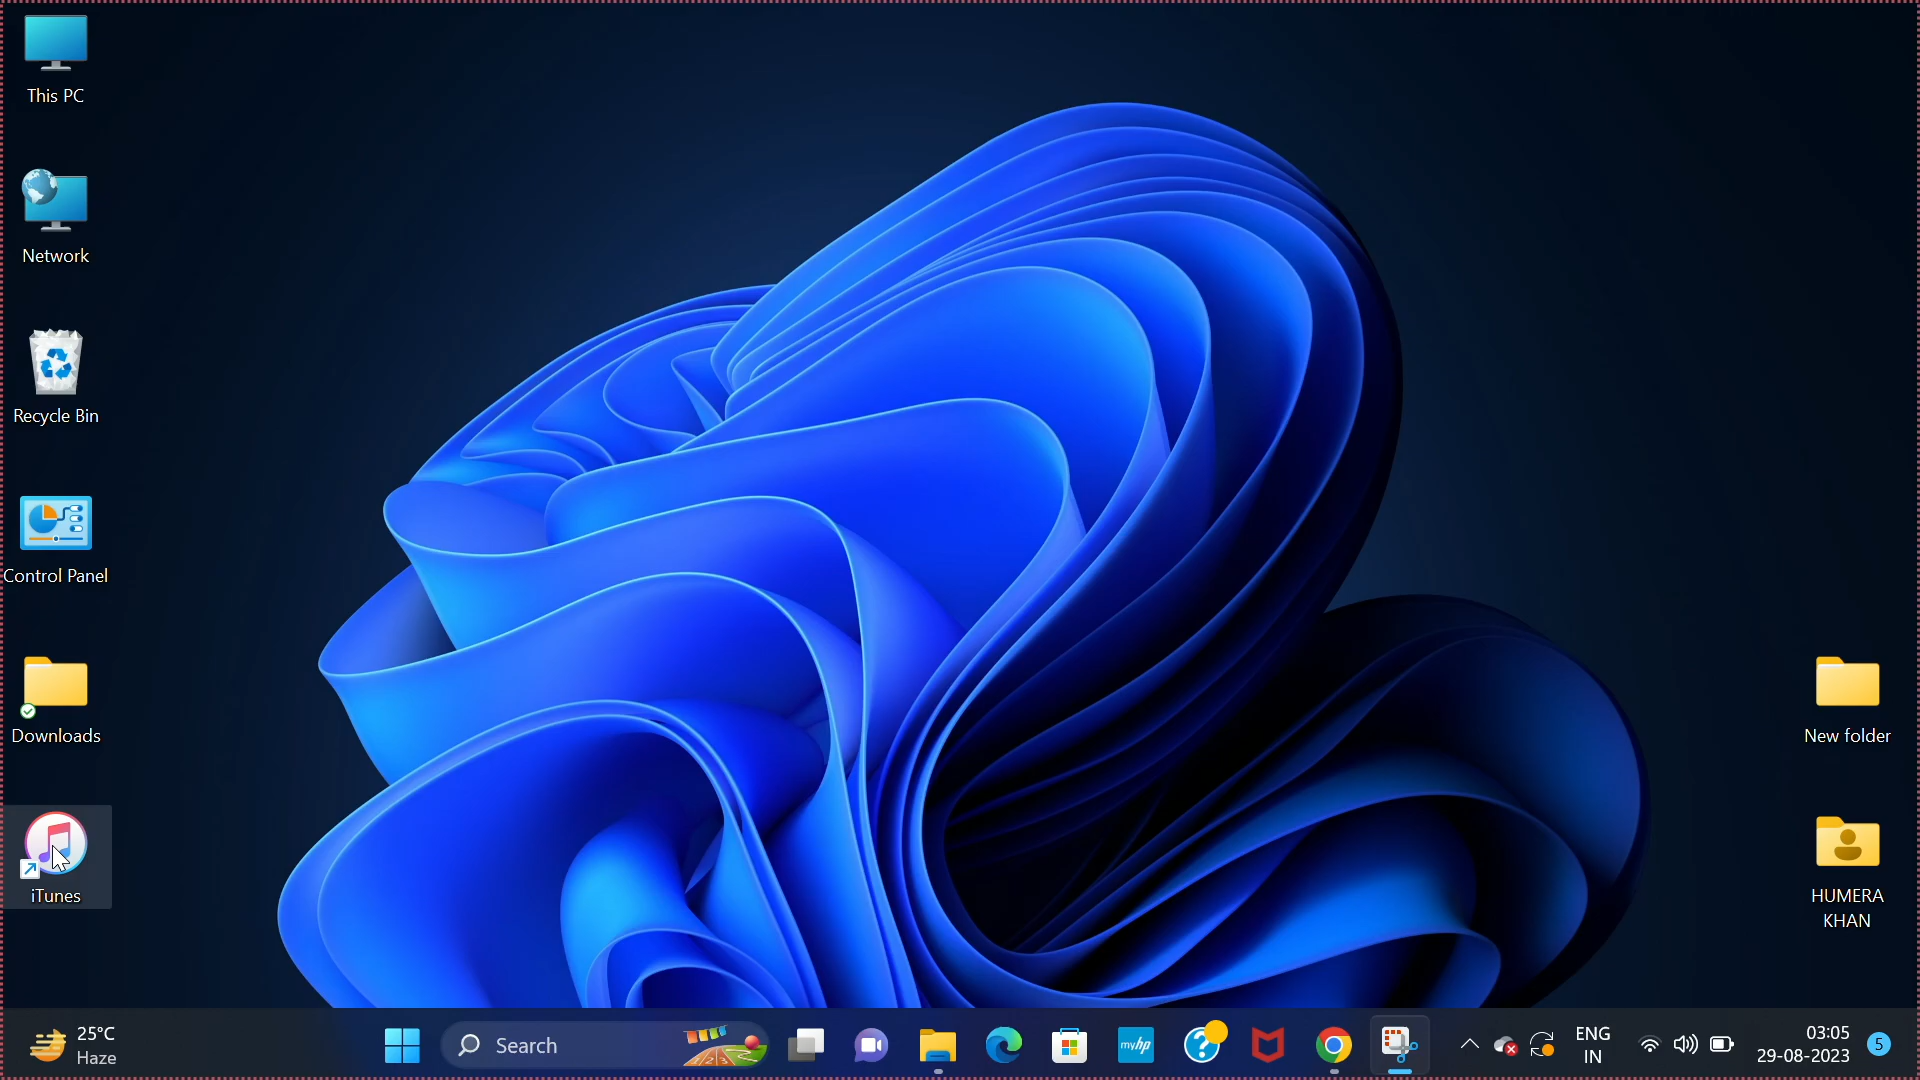 This PC
Network
Recycle Bin
Control Panel
Downloads
iTunes
New folder
HUMERA
KHAN
25°C
Haze
Search
myhp
ENG
IN
03:05
29-08-2023
5